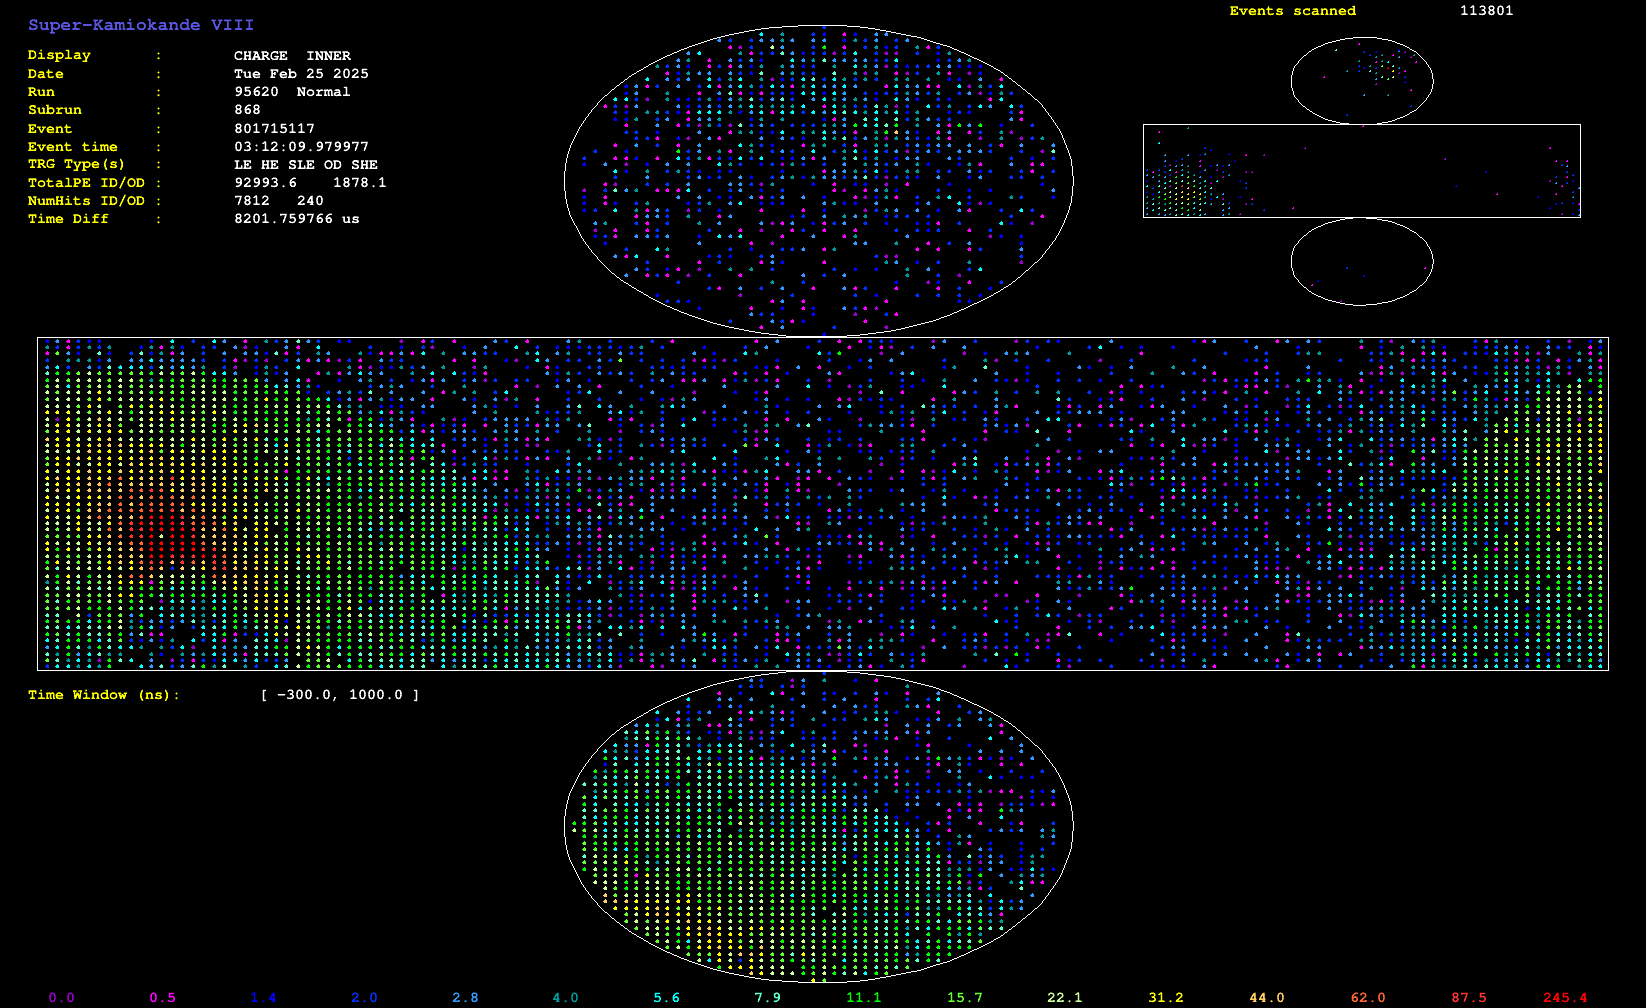 Super-Kamiokande VIII
Events scanned 113801
Display : CHARGE INNER
Date : Tue Feb 25 2025
Run : 95620 Normal
Subrun : 868
Event : 801715117
Event time : 03:12:09.979977
TRG Type(s) : LE HE SLE OD SHE
TotalPE ID/OD : 92993.6 1878.1
NumHits ID/OD : 7812 240
Time Diff : 8201.759766 us
Time Window (ns): [ -300.0, 1000.0 ]
0.0 0.5 1.4 2.0 2.8 4.0 5.6 7.9 11.1 15.7 22.1 31.2 44.0 62.0 87.5 245.4